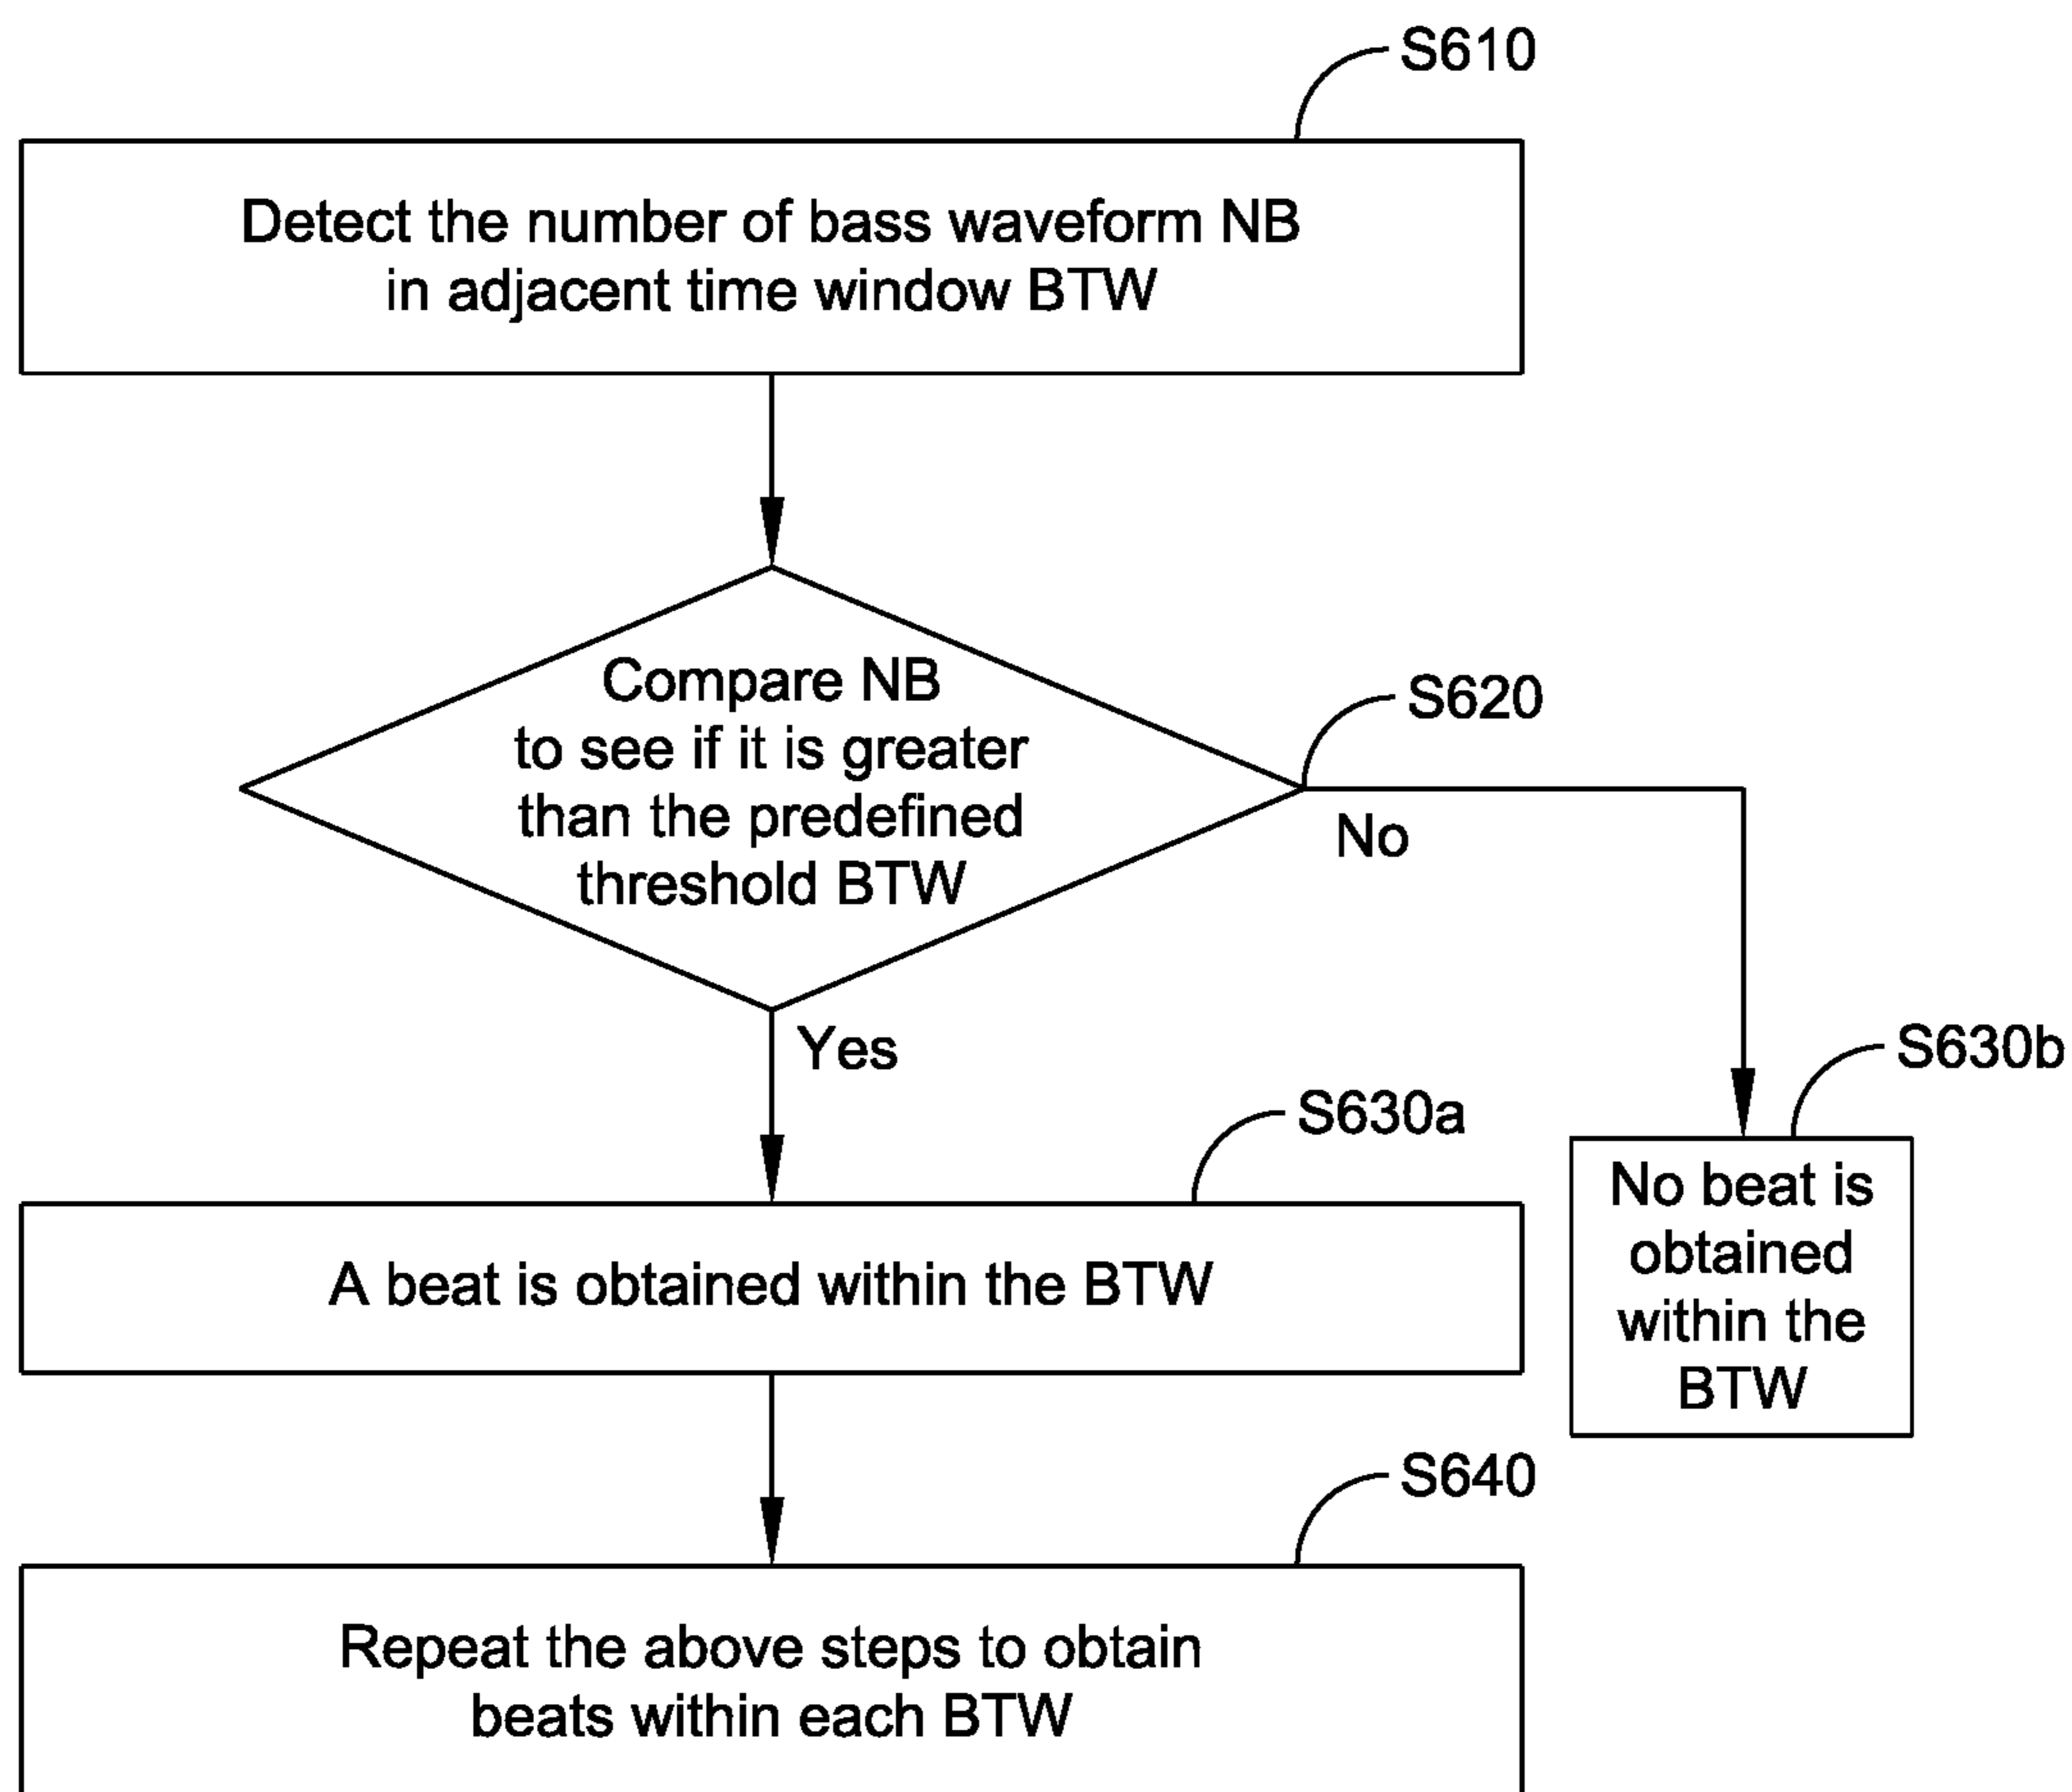 S610
Detect the number of bass waveform NB
in adjacent time window BTW
Compare NB
to see if it is greater
than the predefined
threshold BTW
S620
No
Yes
S630a
S630b
A beat is obtained within the BTW
No beat is
obtained
within the
BTW
S640
Repeat the above steps to obtain
beats within each BTW